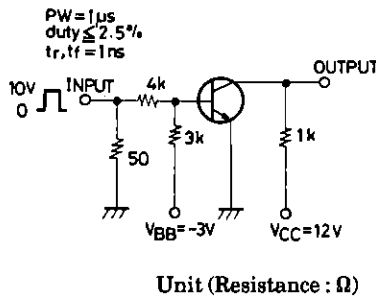 PW=1μs
duty≦2.5%
tr,tf=1ns
10V
0
INPUT
4k
OUTPUT
50
3k
1k
VBB=-3V
VCC=12V
Unit (Resistance : Ω)